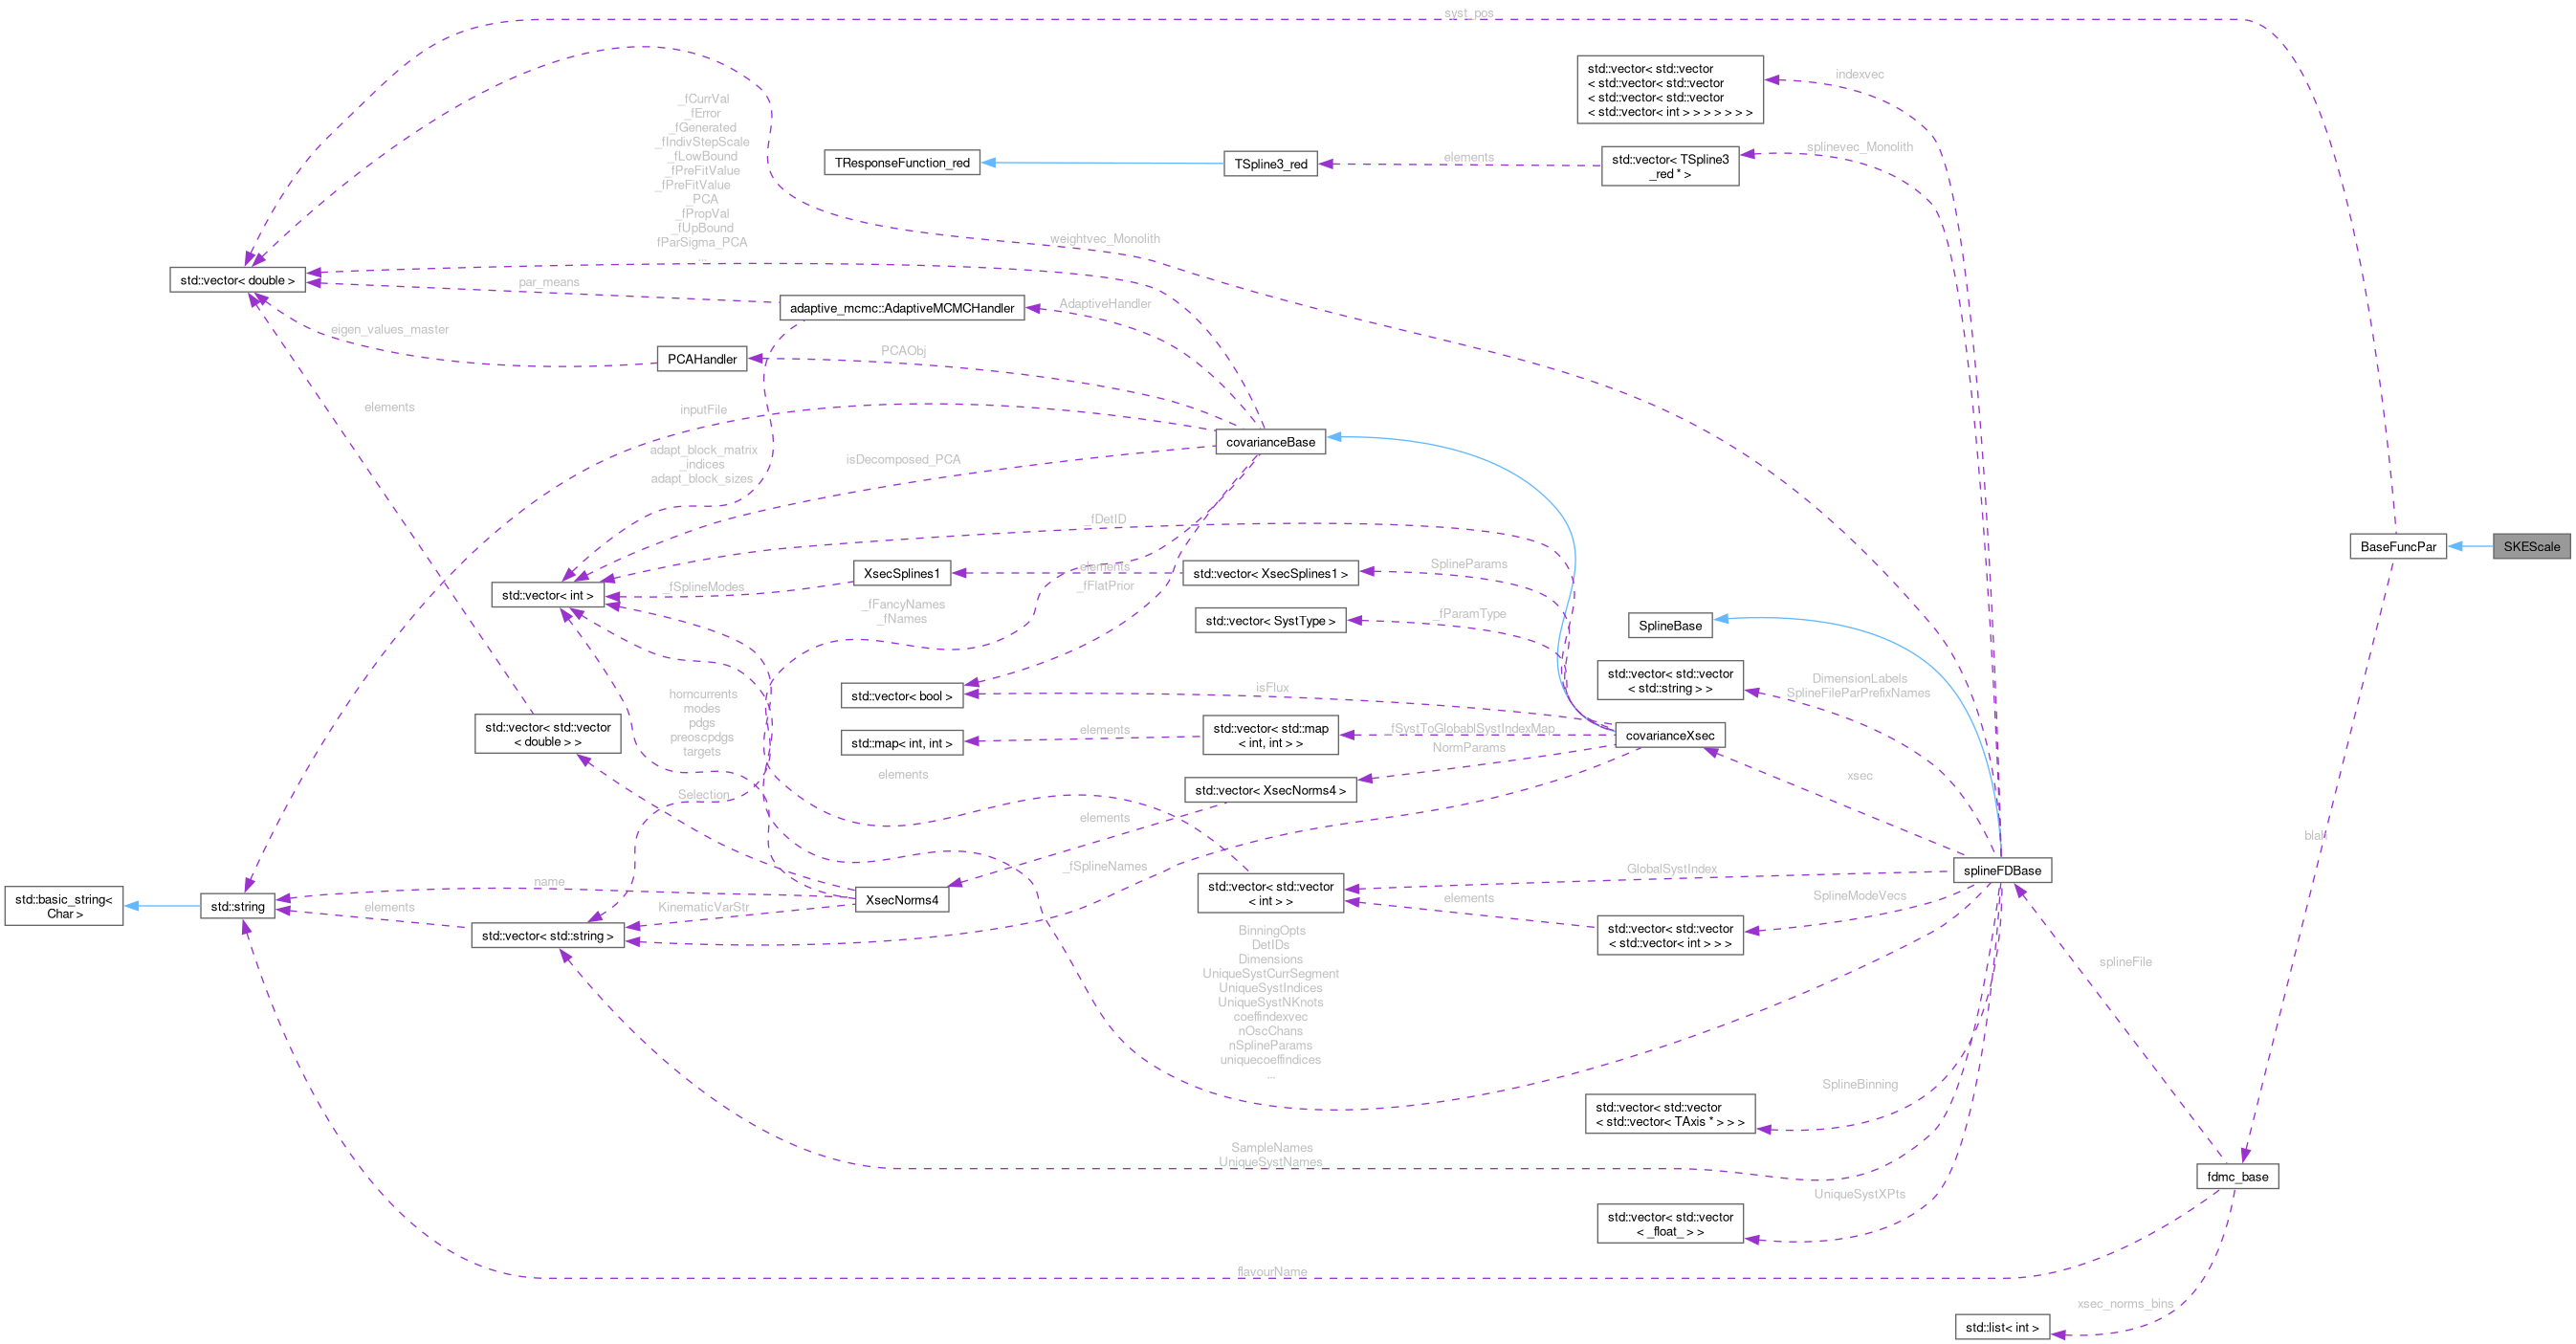 syst_pos
std::vector< std::vector
< std::vector< std::vector
< std::vector< std::vector
< std::vector< int > > > > > > >
indexvec
_fCurrVal
_fError
_fGenerated
_fIndivStepScale
_fLowBound
_fPreFitValue
_fPreFitValue
_PCA
_fPropVal
_fUpBound
fParSigma_PCA
...
TResponseFunction_red
TSpline3_red
elements
std::vector< TSpline3
_red * >
splinevec_Monolith
weightvec_Monolith
std::vector< double >
par_means
adaptive_mcmc::AdaptiveMCMCHandler
AdaptiveHandler
eigen_values_master
PCAHandler
PCAObj
elements
inputFile
covarianceBase
adapt_block_matrix
_indices
adapt_block_sizes
isDecomposed_PCA
_fDetID
BaseFuncPar
SKEScale
std::vector< int >
_fSplineModes
XsecSplines1
elements
_fFlatPrior
std::vector< XsecSplines1 >
SplineParams
_fFancyNames
_fNames
std::vector< SystType >
_fParamType
SplineBase
std::vector< std::vector
< std::string > >
DimensionLabels
SplineFileParPrefixNames
std::vector< bool >
isFlux
horncurrents
modes
pdgs
preoscpdgs
targets
std::vector< std::vector
< double > >
std::map< int, int >
elements
std::vector< std::map
< int, int > >
fSystToGlobablSystIndexMap
covarianceXsec
NormParams
elements
xsec
Selection
std::vector< XsecNorms4 >
elements
blah
_fSplineNames
splineFDBase
GlobalSystIndex
std::vector< std::vector
< int > >
std::basic_string<
Char >
std::string
name
elements
KinematicVarStr
XsecNorms4
elements
SplineModeVecs
std::vector< std::string >
std::vector< std::vector
< std::vector< int > > >
BinningOpts
DetIDs
Dimensions
UniqueSystCurrSegment
UniqueSystIndices
UniqueSystNKnots
coeffindexvec
nOscChans
nSplineParams
uniquecoeffindices
...
splineFile
SplineBinning
std::vector< std::vector
< std::vector< TAxis * > > >
SampleNames
UniqueSystNames
fdmc_base
UniqueSystXPts
std::vector< std::vector
< _float_ > >
flavourName
xsec_norms_bins
std::list< int >